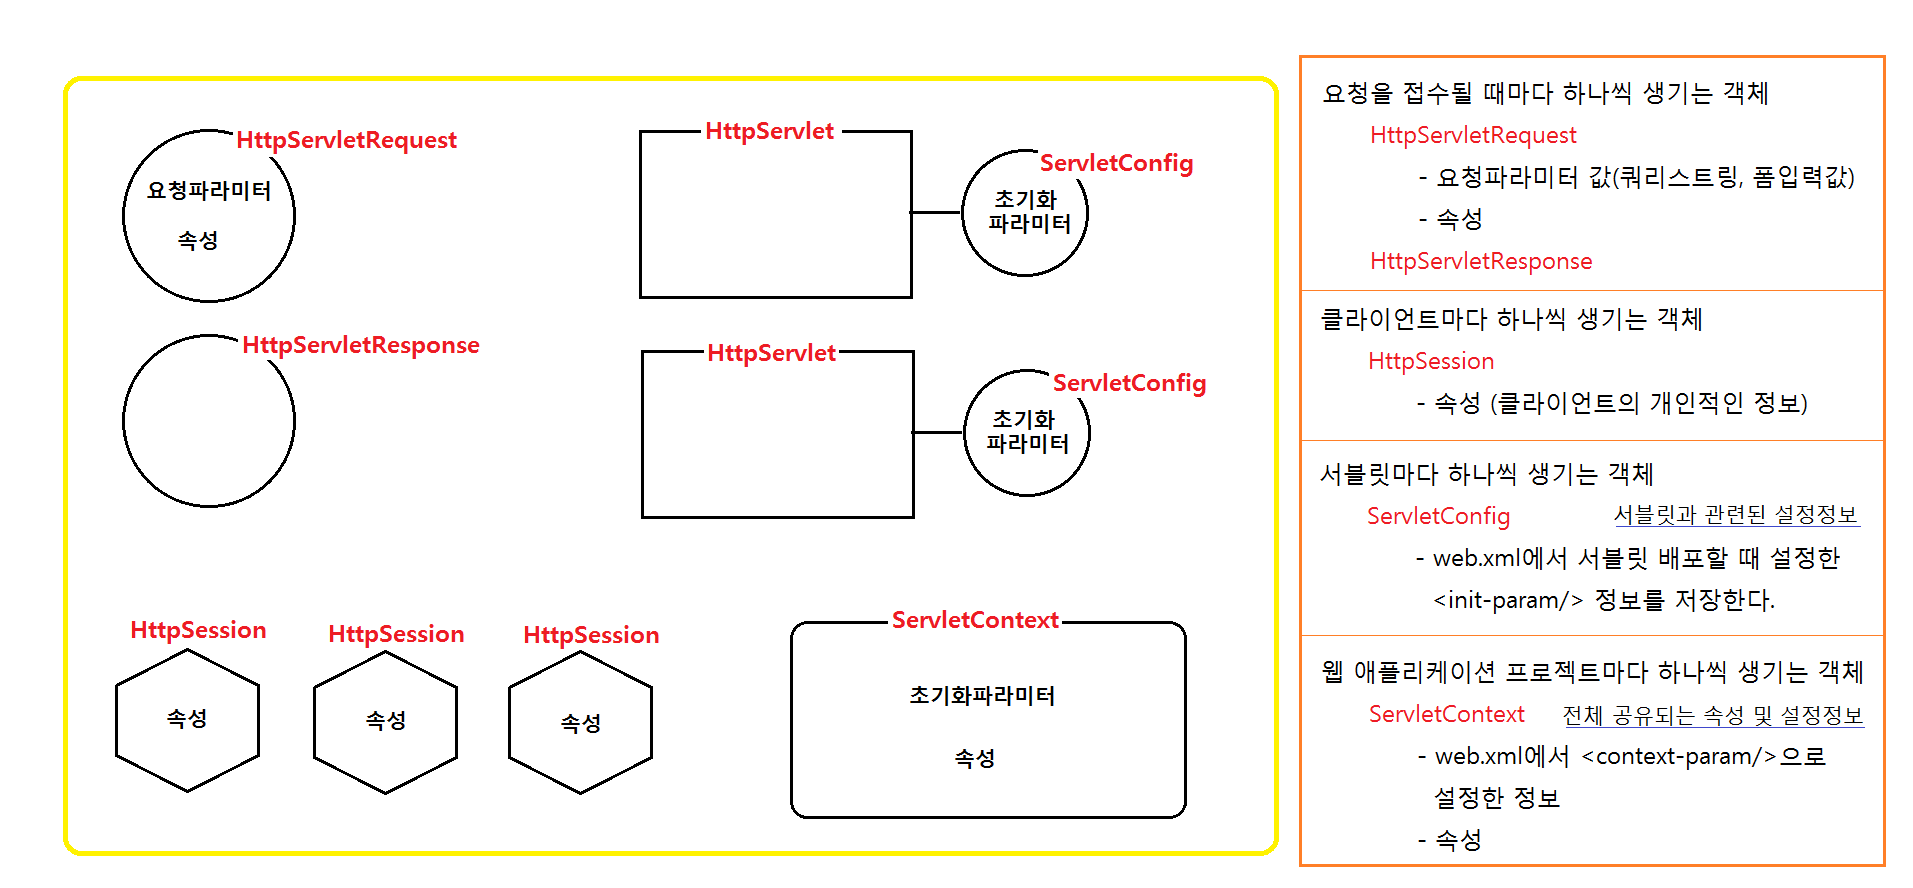 HttpServletRequest
요청파라미터
속성
HttpServletResponse
HttpServlet
ServletConfig
초기화
파라미터
HttpServlet
ServletConfig
초기화
파라미터
HttpSession
속성
HttpSession
속성
HttpSession
속성
ServletContext
초기화파라미터
속성
요청을 접수될 때마다 하나씩 생기는 객체
HttpServletRequest
- 요청파라미터 값(쿼리스트링, 폼입력값)
- 속성
HttpServletResponse
클라이언트마다 하나씩 생기는 객체
HttpSession
- 속성 (클라이언트의 개인적인 정보)
서블릿마다 하나씩 생기는 객체
ServletConfig 서블릿과 관련된 설정정보
- web.xml에서 서블릿 배포할 때 설정한
<init-param/> 정보를 저장한다.
웹 애플리케이션 프로젝트마다 하나씩 생기는 객체
ServletContext 전체 공유되는 속성 및 설정정보
- web.xml에서 <context-param/>으로
설정한 정보
- 속성